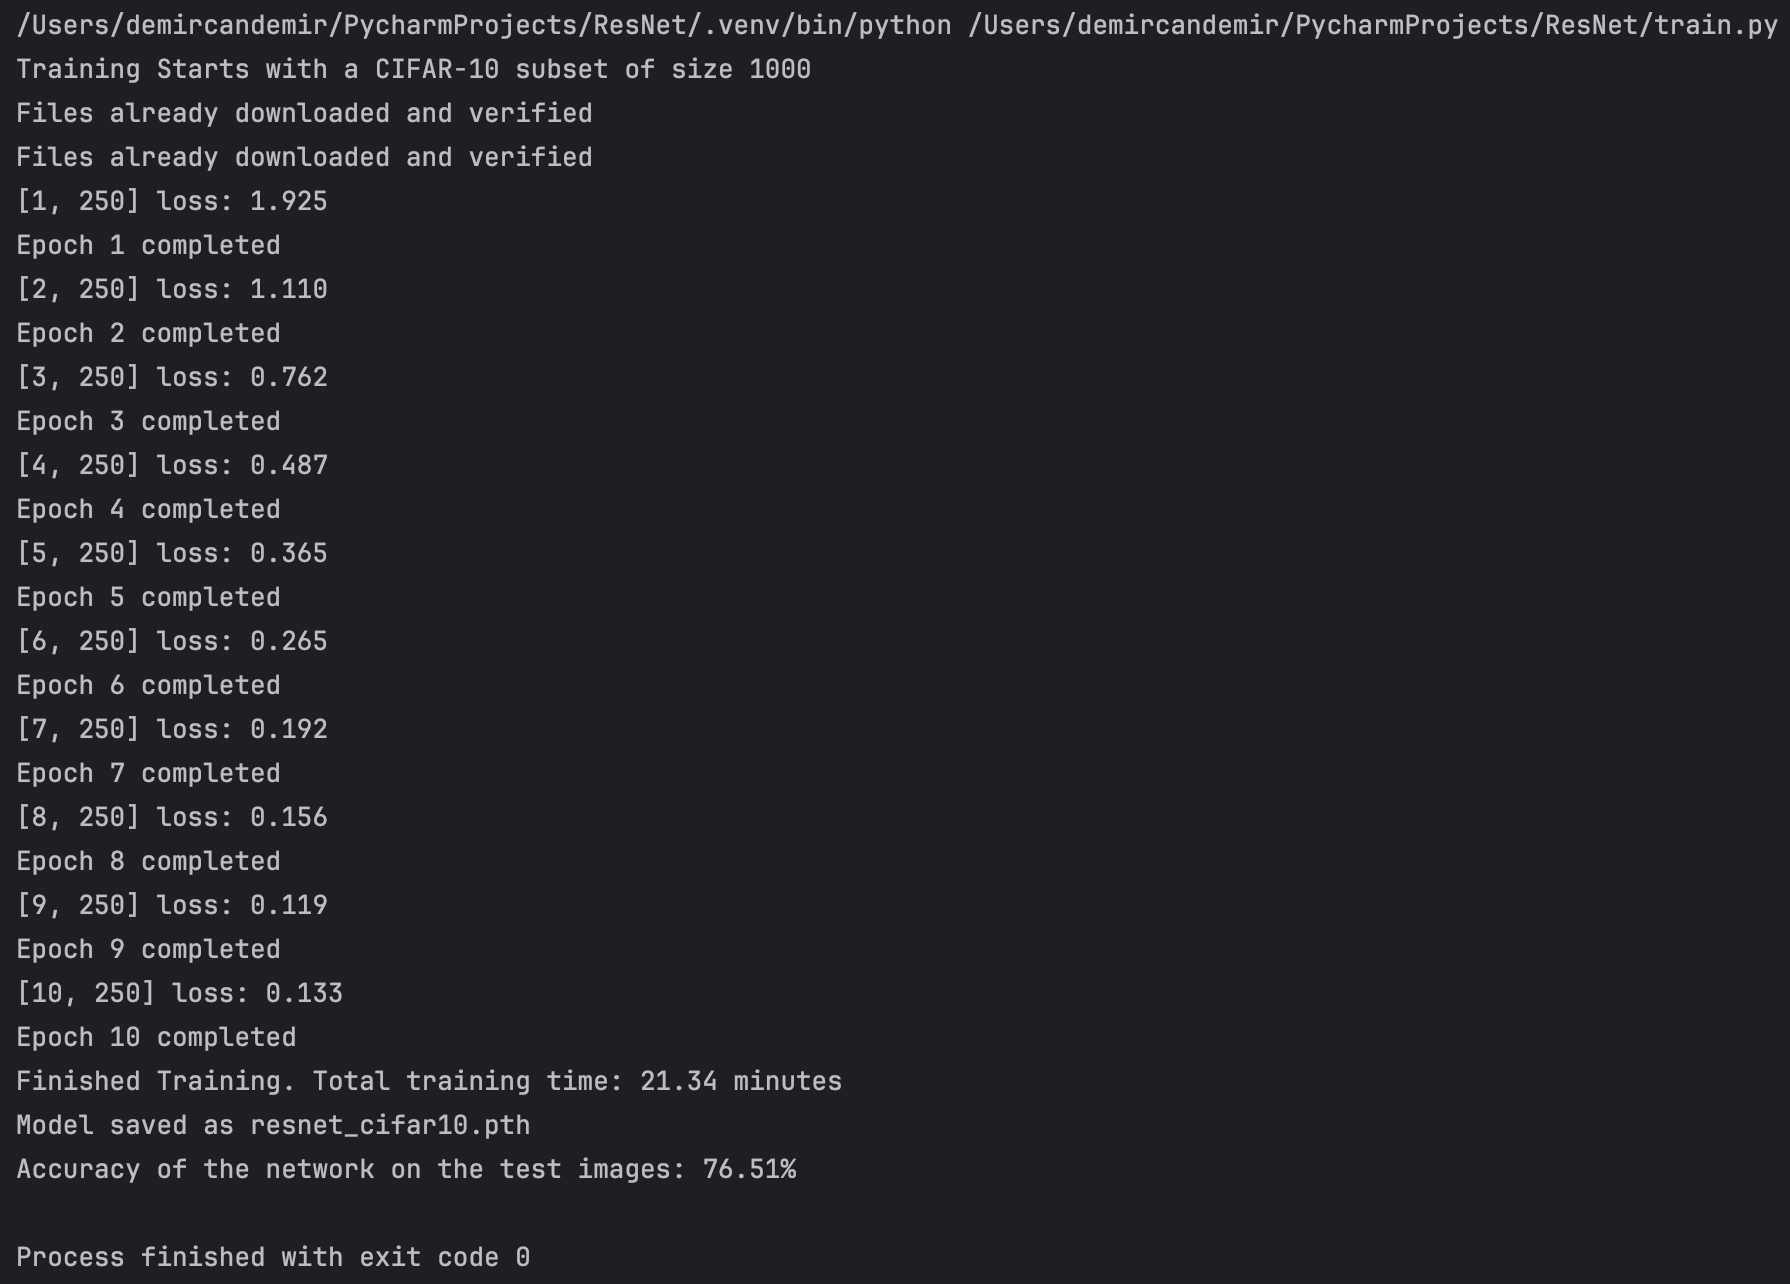 /Users/demircandemir/PycharmProjects/ResNet/.venv/bin/python /Users/demircandemir/PycharmProjects/ResNet/train.py
Training Starts with a CIFAR-10 subset of size 1000
Files already downloaded and verified
Files already downloaded and verified
[1, 250] loss: 1.925
Epoch 1 completed
[2, 250] loss: 1.110
Epoch 2 completed
[3, 250] loss: 0.762
Epoch 3 completed
[4, 250] loss: 0.487
Epoch 4 completed
[5, 250] loss: 0.365
Epoch 5 completed
[6, 250] loss: 0.265
Epoch 6 completed
[7, 250] loss: 0.192
Epoch 7 completed
[8, 250] loss: 0.156
Epoch 8 completed
[9, 250] loss: 0.119
Epoch 9 completed
[10, 250] loss: 0.133
Epoch 10 completed
Finished Training. Total training time: 21.34 minutes
Model saved as resnet_cifar10.pth
Accuracy of the network on the test images: 76.51%
Process finished with exit code 0